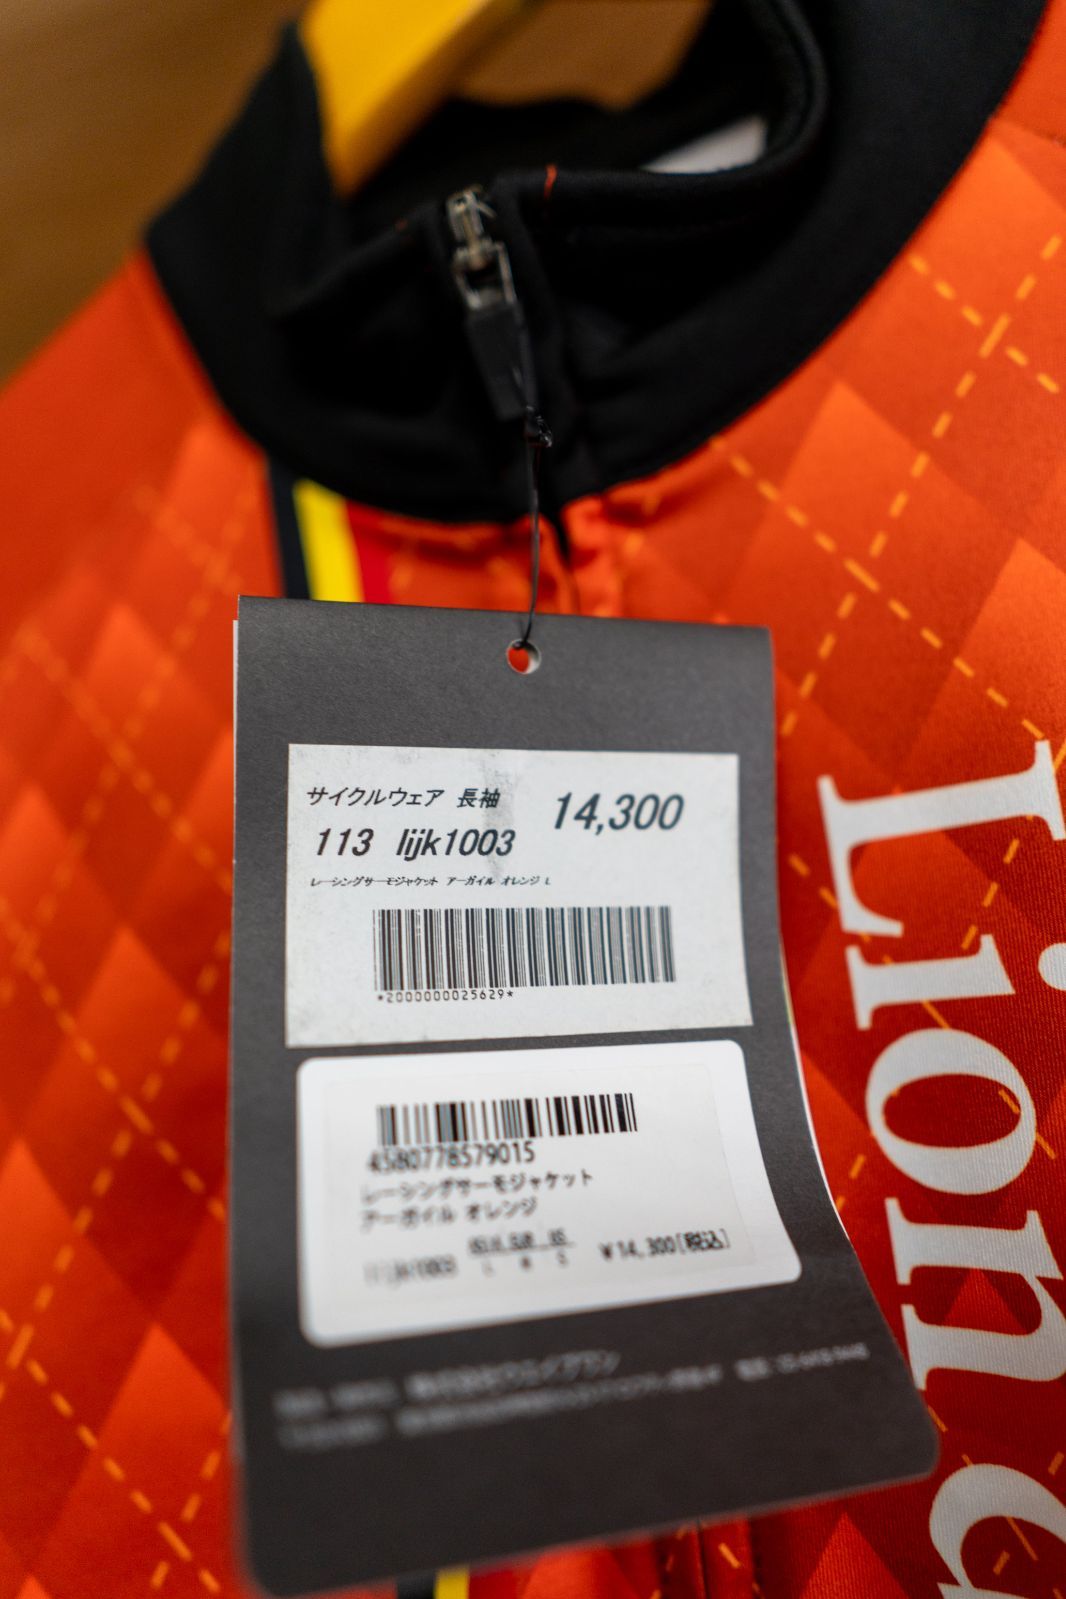 サイクルウェア 長袖 14,300
113 lijk1003
レーシングサーモジャケット アーガイル オレンジ L
*2000000025629*
4580778579015
レーシングサーモジャケット
アーガイル オレンジ
lijk1003 L ¥14,300[税込]
Liond